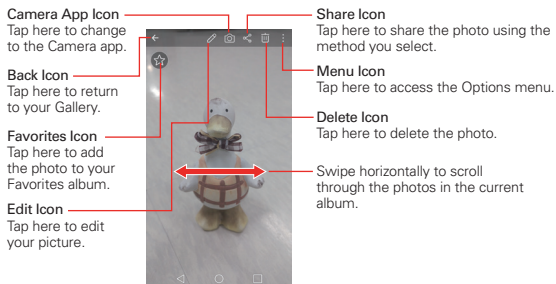 Camera App Icon
Tap here to change
to the Camera app.
Back Icon
Tap here to return
to your Gallery.
Favorites Icon
Tap here to add
the photo to your
Favorites album.
Edit Icon
Tap here to edit
your picture.
Share Icon
Tap here to share the photo using the
method you select.
Menu Icon
Tap here to access the Options menu.
Delete Icon
Tap here to delete the photo.
Swipe horizontally to scroll
through the photos in the current
album.